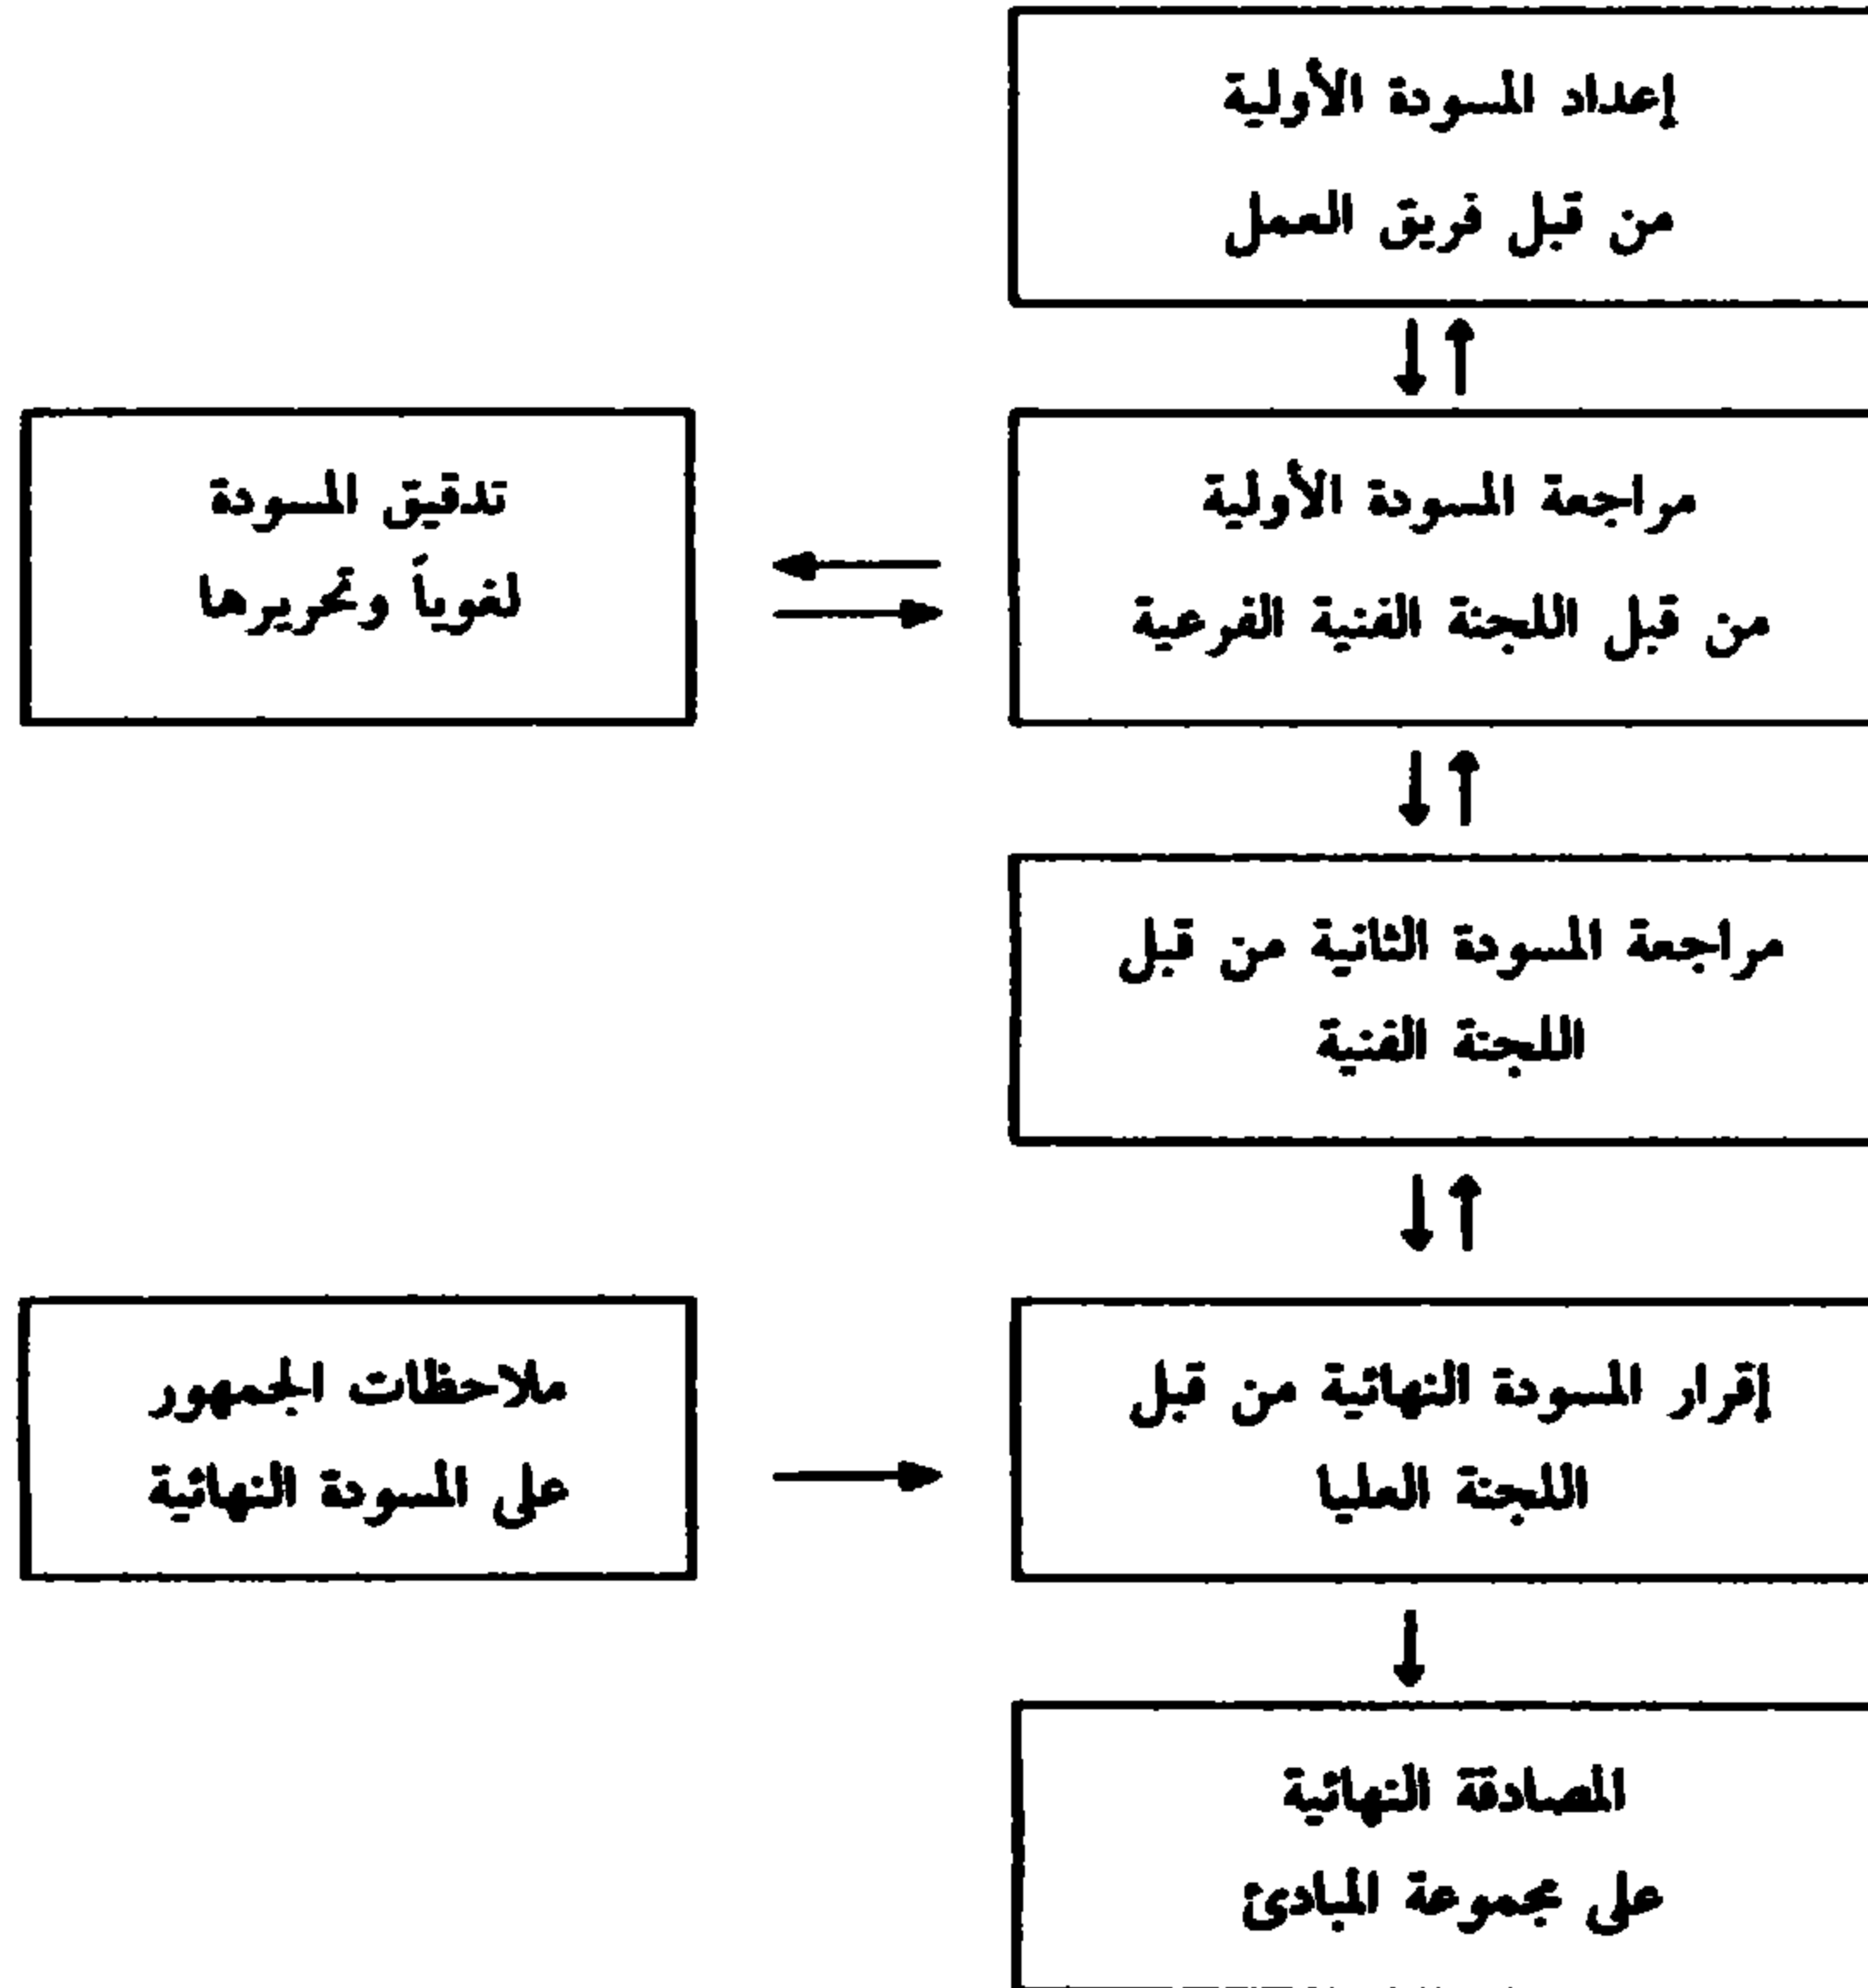 إعداد المسودة الأولية
من قبل فريق العمل
مراجعة المسودة الأولية
من قبل اللجنة الفنية الفرعية
تدقيق المسودة
لغوياً وتحريرها
مراجعة المسودة الثانية من قبل
اللجنة الفنية
إقرار المسودة النهائية من قبل
اللجنة العليا
ملاحظات الجمهور
على المسودة النهائية
المصادقة النهائية
على مجموعة المبادئ